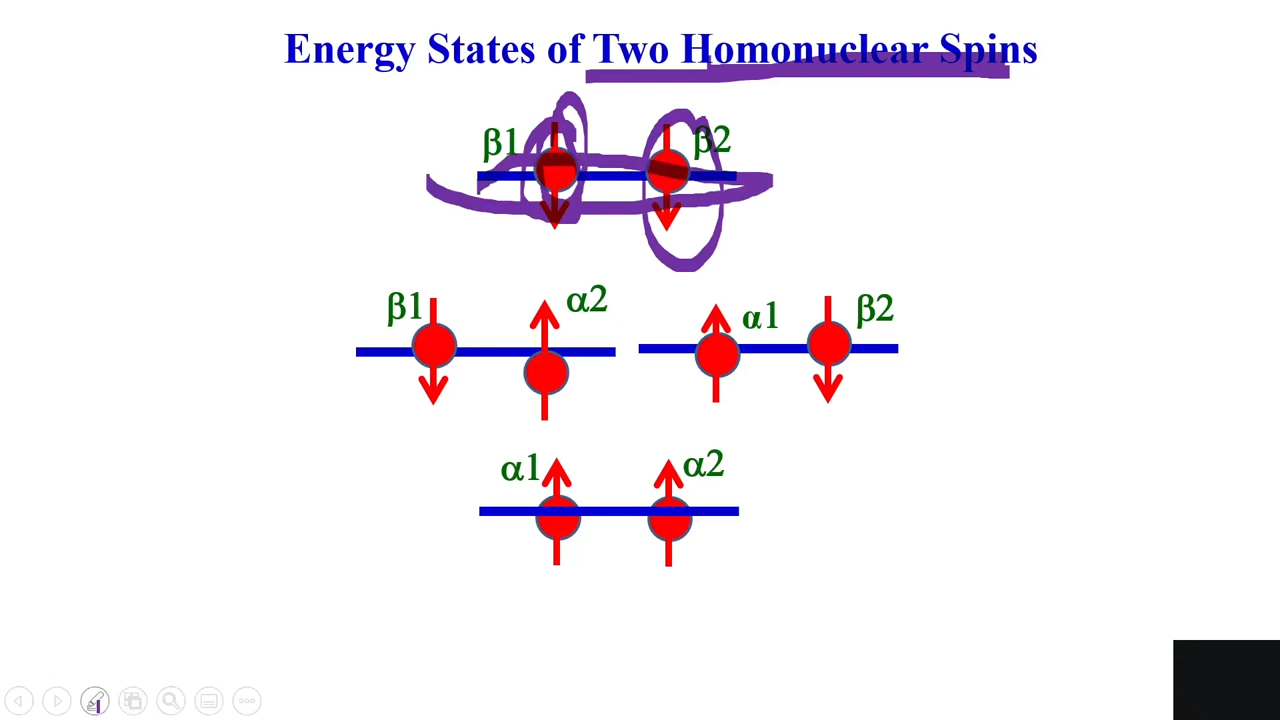 Energy States of Two Homonuclear Spins
β1 β2
β1 α2 α1 β2
α1 α2